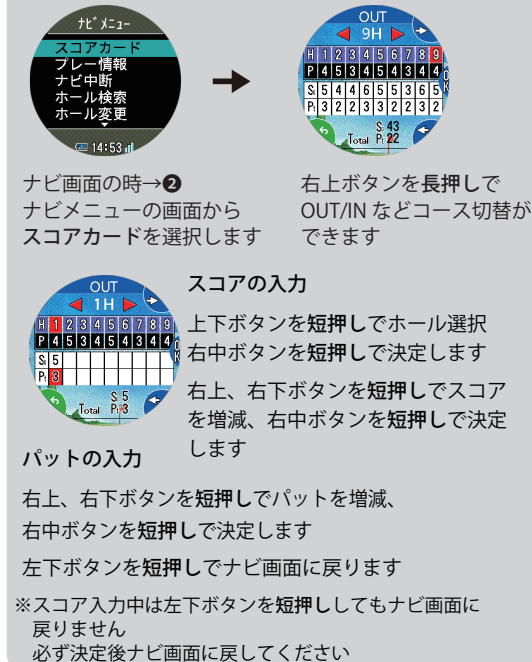 ナビメニュー
スコアカード
プレー情報
ナビ中断
ホール検索
ホール変更
14:53
OUT
9H
H 1 2 3 4 5 6 7 8 9
P 4 5 4 3 4 5 4 3 4 4
S 5 5 4 4 6 5 5 3 6 5
Pt 3 2 2 3 3 2 2 3 2
OK
S: 43
Total Pt 22
ナビ画面の時→❷
ナビメニューの画面から
スコアカードを選択します
右上ボタンを長押しで
OUT/IN などコース切替が
できます
OUT
1H
H 1 2 3 4 5 6 7 8 9
P 4 5 4 3 4 5 4 3 4 4
S: 5
Pt 3
OK
S: 5
Total Pt 3
スコアの入力
上下ボタンを短押しでホール選択
右中ボタンを短押しで決定します
右上、右下ボタンを短押しでスコア
を増減、右中ボタンを短押しで決定
します
パットの入力
右上、右下ボタンを短押しでパットを増減、
右中ボタンを短押しで決定します
左下ボタンを短押しでナビ画面に戻ります
※スコア入力中は左下ボタンを短押ししてもナビ画面に
戻りません
必ず決定後ナビ画面に戻してください